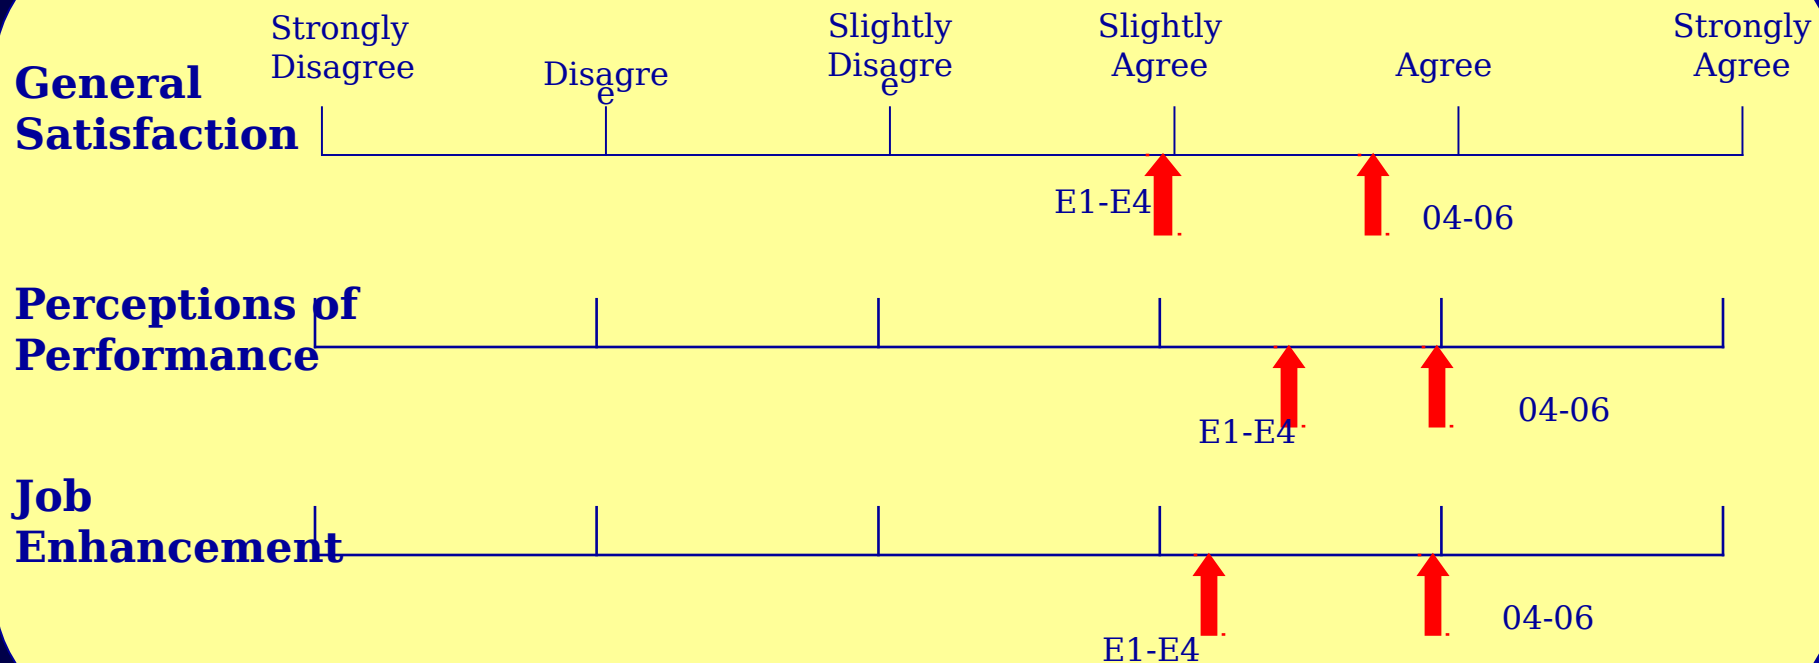 Strongly
Disagree
Disagre
e
Slightly
Disagre
e
Slightly
Agree
Agree
Strongly
Agree
General
Satisfaction
E1-E4
04-06
Perceptions of
Performance
E1-E4
04-06
Job
Enhancement
E1-E4
04-06